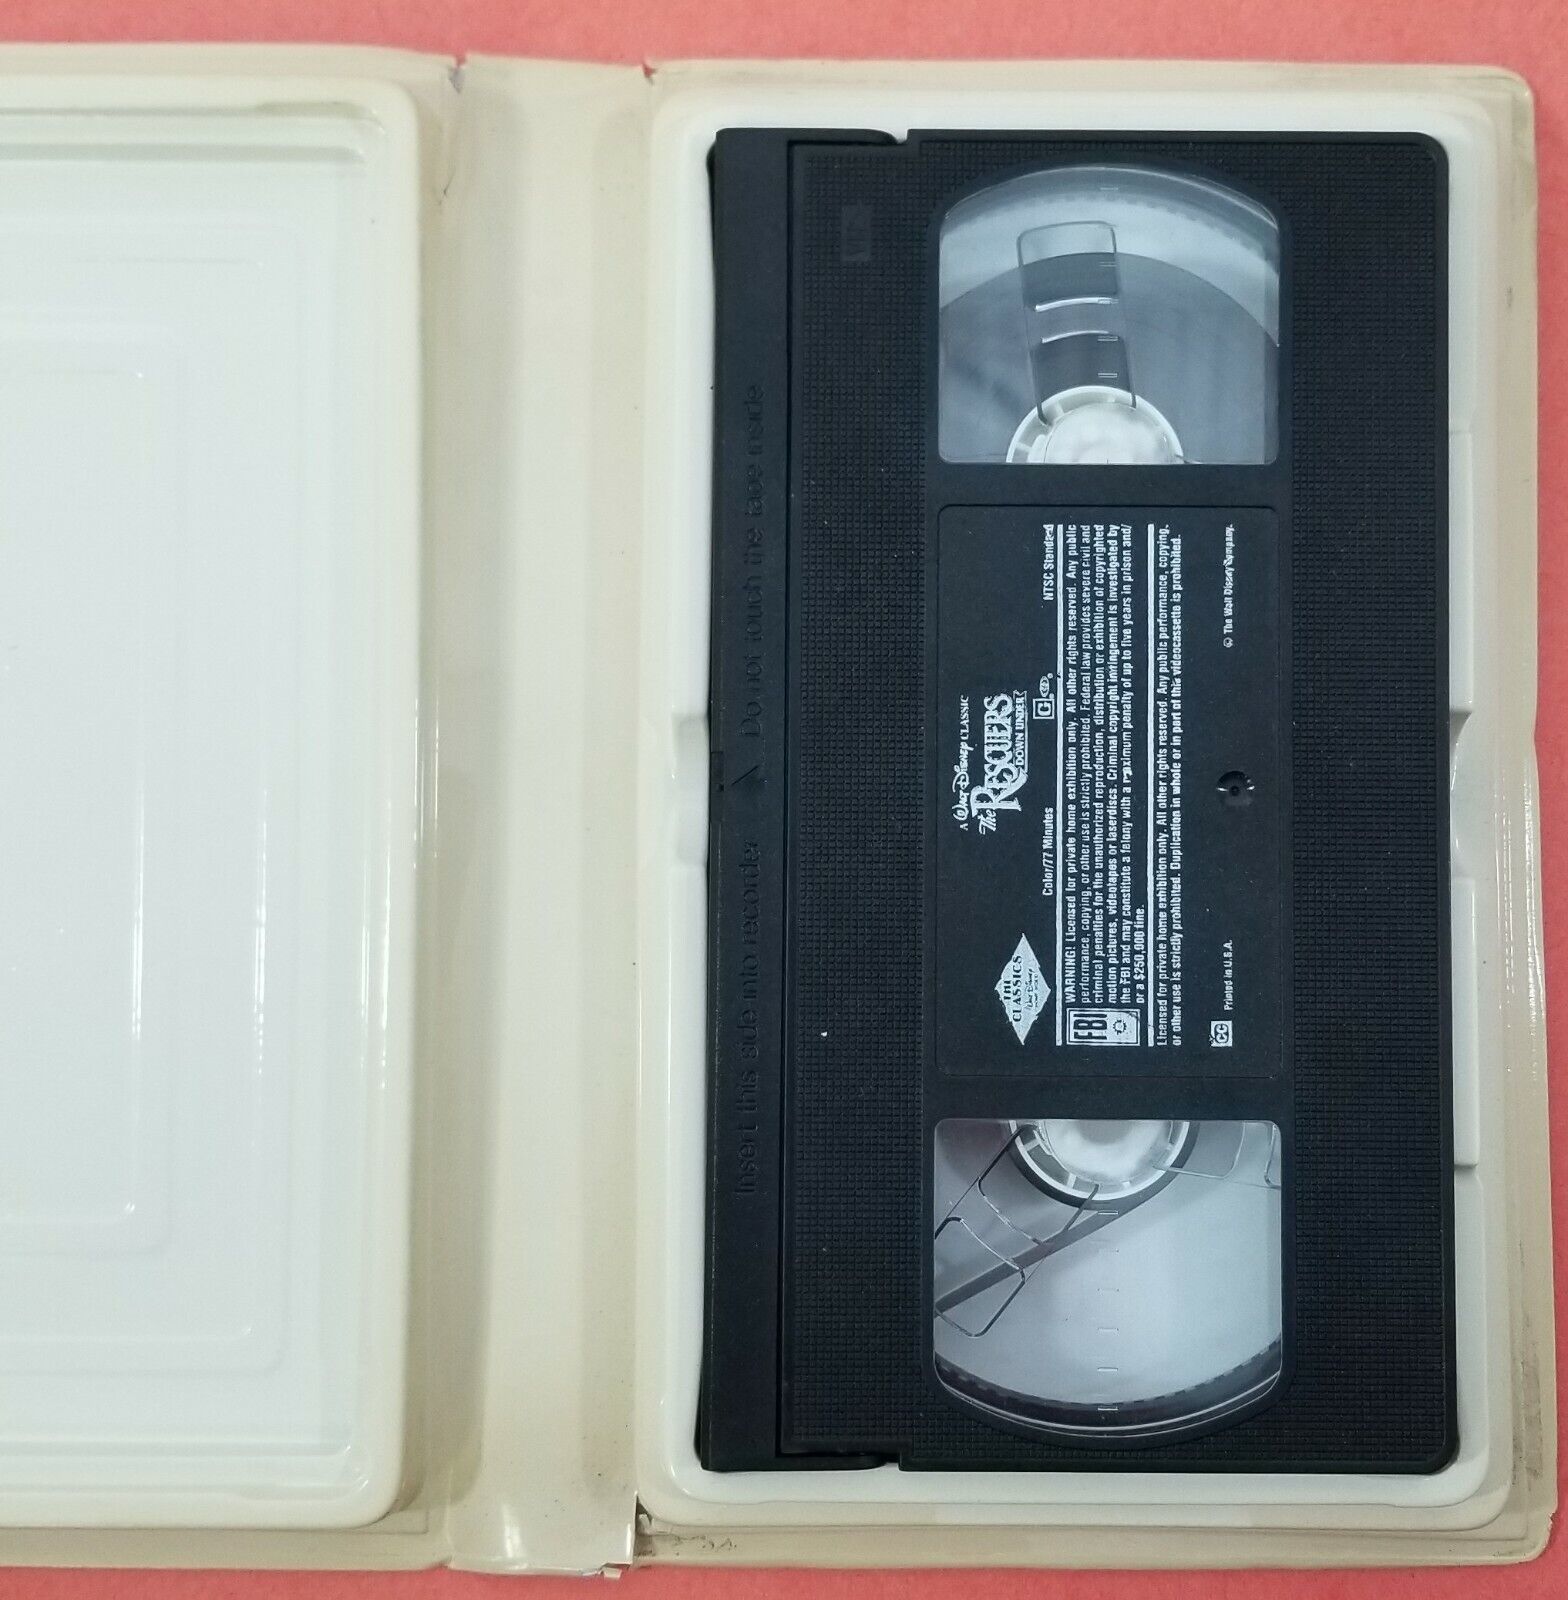 VHS
Insert this side into recorder
Do not touch the tape inside
A Walt Disney CLASSIC
The RESCUERS
DOWN UNDER
THE
CLASSICS
Walt Disney
HOME VIDEO
Color/77 Minutes
G
NTSC Standard
FBI
WARNING! Licensed for private home exhibition only. All other rights reserved. Any public
performance, copying, or other use is strictly prohibited. Federal law provides severe civil and
criminal penalties for the unauthorized reproduction, distribution or exhibition of copyrighted
motion pictures, videotapes or laserdiscs. Criminal copyright infringement is investigated by
the FBI and may constitute a felony with a maximum penalty of up to five years in prison and/
or a $250,000 fine.
Licensed for private home exhibition only. All other rights reserved. Any public performance, copying,
or other use is strictly prohibited. Duplication in whole or in part of this videocassette is prohibited.
CC
Printed in U.S.A.
© The Walt Disney Company.